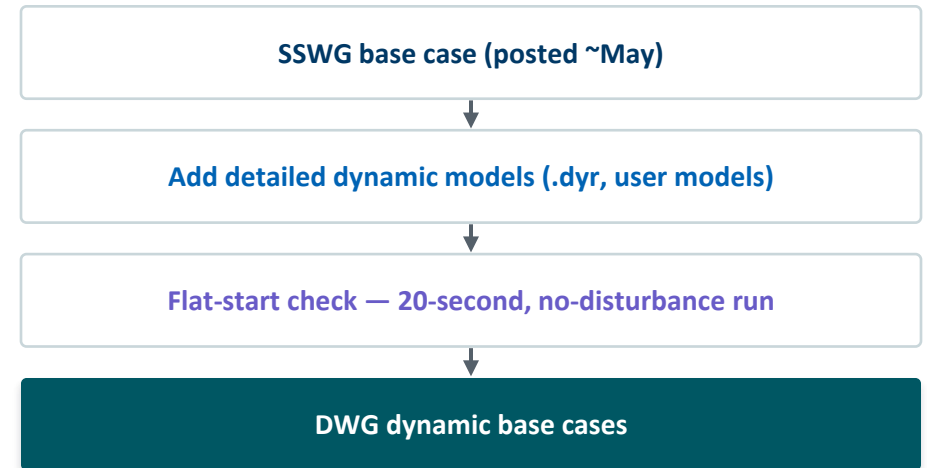 SSWG base case (posted ~May)
Add detailed dynamic models (.dyr, user models)
Flat-start check — 20-second, no-disturbance run
DWG dynamic base cases